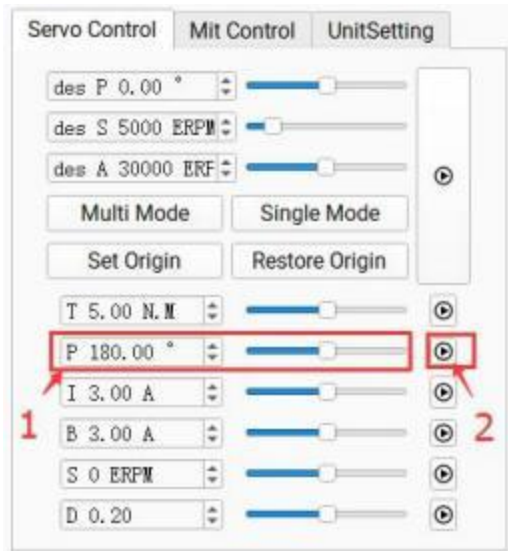 Servo Control Mit Control UnitSetting
des P 0.00 °
des S 5000 ERPM
des A 30000 ERF
Multi Mode Single Mode
Set Origin Restore Origin
T 5.00 N.M
P 180.00 °
1 I 3.00 A 2
B 3.00 A
S 0 ERPM
D 0.20